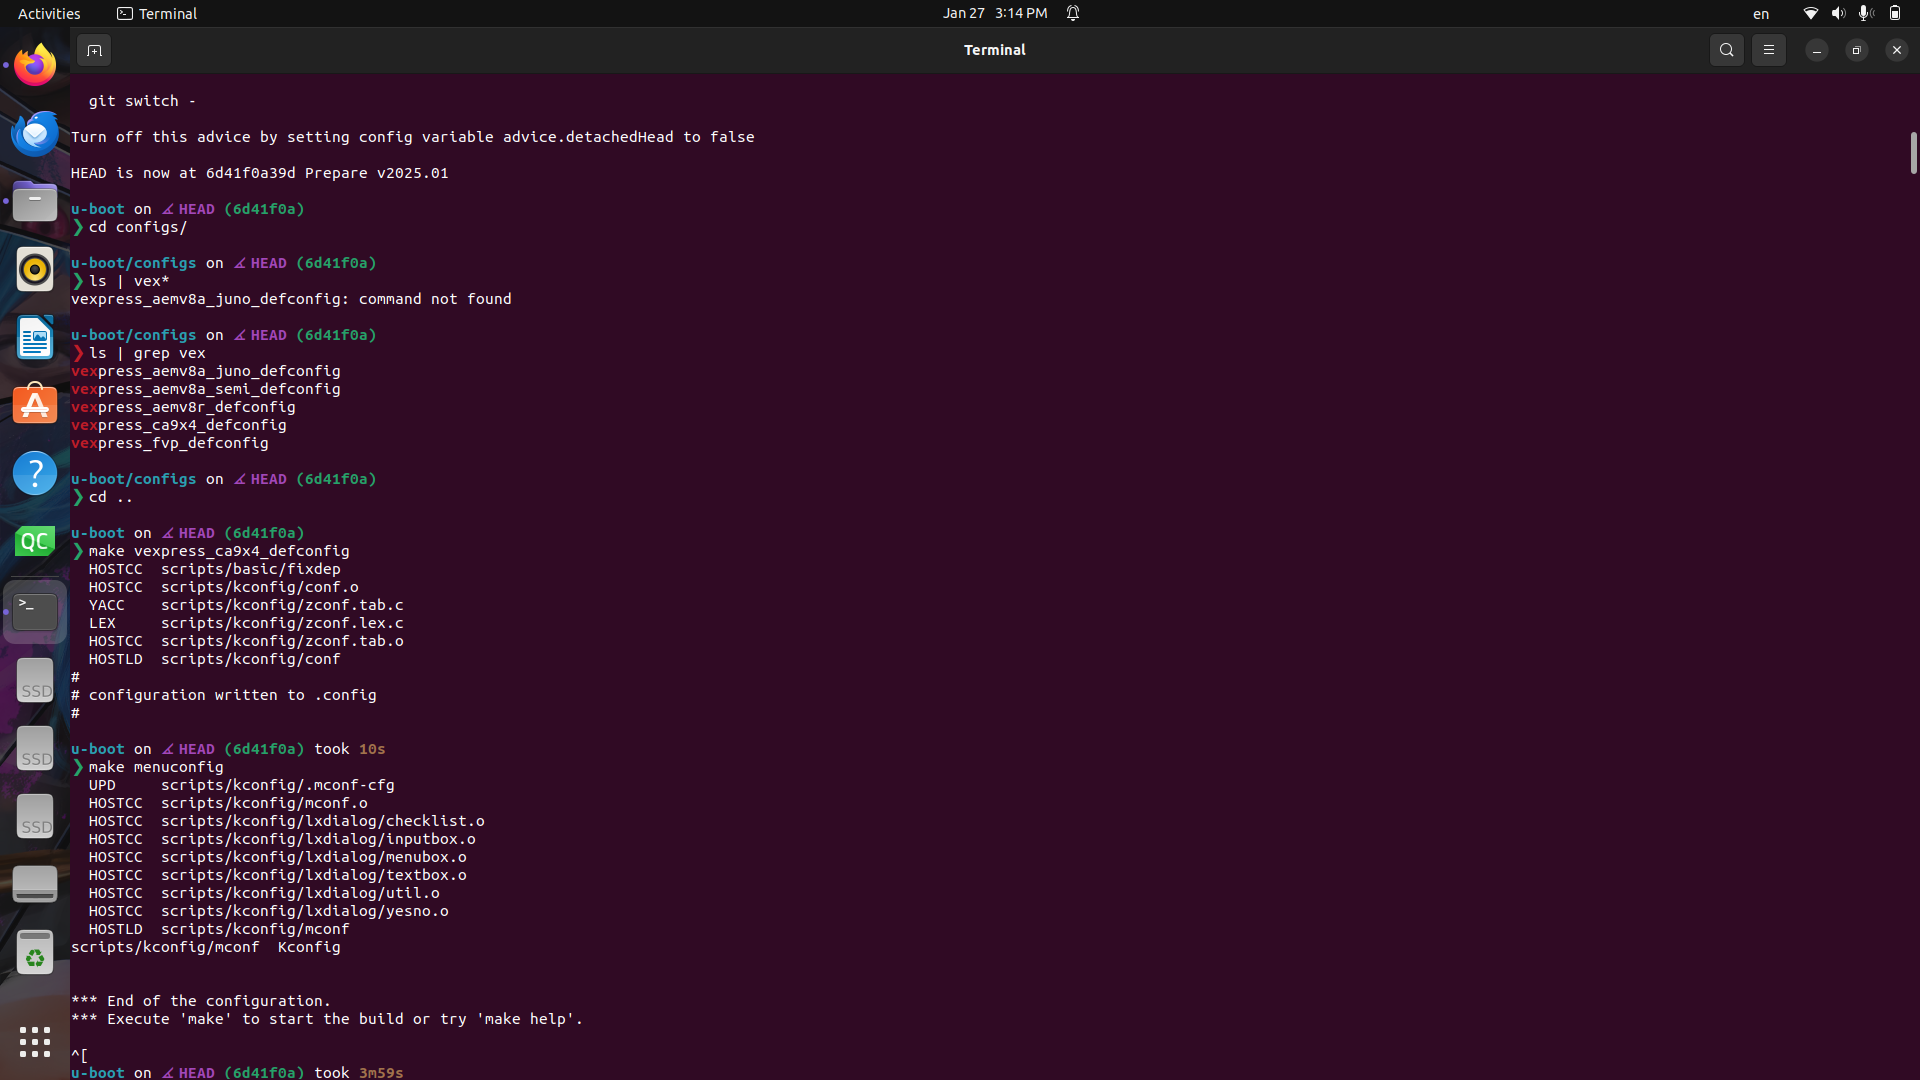 Activities
Terminal
Jan 27 3:14 PM
en
Terminal
git switch -
Turn off this advice by setting config variable advice.detachedHead to false
HEAD is now at 6d41f0a39d Prepare v2025.01
u-boot on HEAD (6d41f0a)
❯ cd configs/
u-boot/configs on HEAD (6d41f0a)
❯ ls | vex*
vexpress_aemv8a_juno_defconfig: command not found
u-boot/configs on HEAD (6d41f0a)
❯ ls | grep vex
vexpress_aemv8a_juno_defconfig
vexpress_aemv8a_semi_defconfig
vexpress_aemv8r_defconfig
vexpress_ca9x4_defconfig
vexpress_fvp_defconfig
u-boot/configs on HEAD (6d41f0a)
❯ cd ..
u-boot on HEAD (6d41f0a)
❯ make vexpress_ca9x4_defconfig
HOSTCC scripts/basic/fixdep
HOSTCC scripts/kconfig/conf.o
YACC scripts/kconfig/zconf.tab.c
LEX scripts/kconfig/zconf.lex.c
HOSTCC scripts/kconfig/zconf.tab.o
HOSTLD scripts/kconfig/conf
#
# configuration written to .config
#
u-boot on HEAD (6d41f0a) took 10s
❯ make menuconfig
UPD scripts/kconfig/.mconf-cfg
HOSTCC scripts/kconfig/mconf.o
HOSTCC scripts/kconfig/lxdialog/checklist.o
HOSTCC scripts/kconfig/lxdialog/inputbox.o
HOSTCC scripts/kconfig/lxdialog/menubox.o
HOSTCC scripts/kconfig/lxdialog/textbox.o
HOSTCC scripts/kconfig/lxdialog/util.o
HOSTCC scripts/kconfig/lxdialog/yesno.o
HOSTLD scripts/kconfig/mconf
scripts/kconfig/mconf Kconfig
*** End of the configuration.
*** Execute 'make' to start the build or try 'make help'.
^[
u-boot on HEAD (6d41f0a) took 3m59s
QC
SSD
SSD
SSD